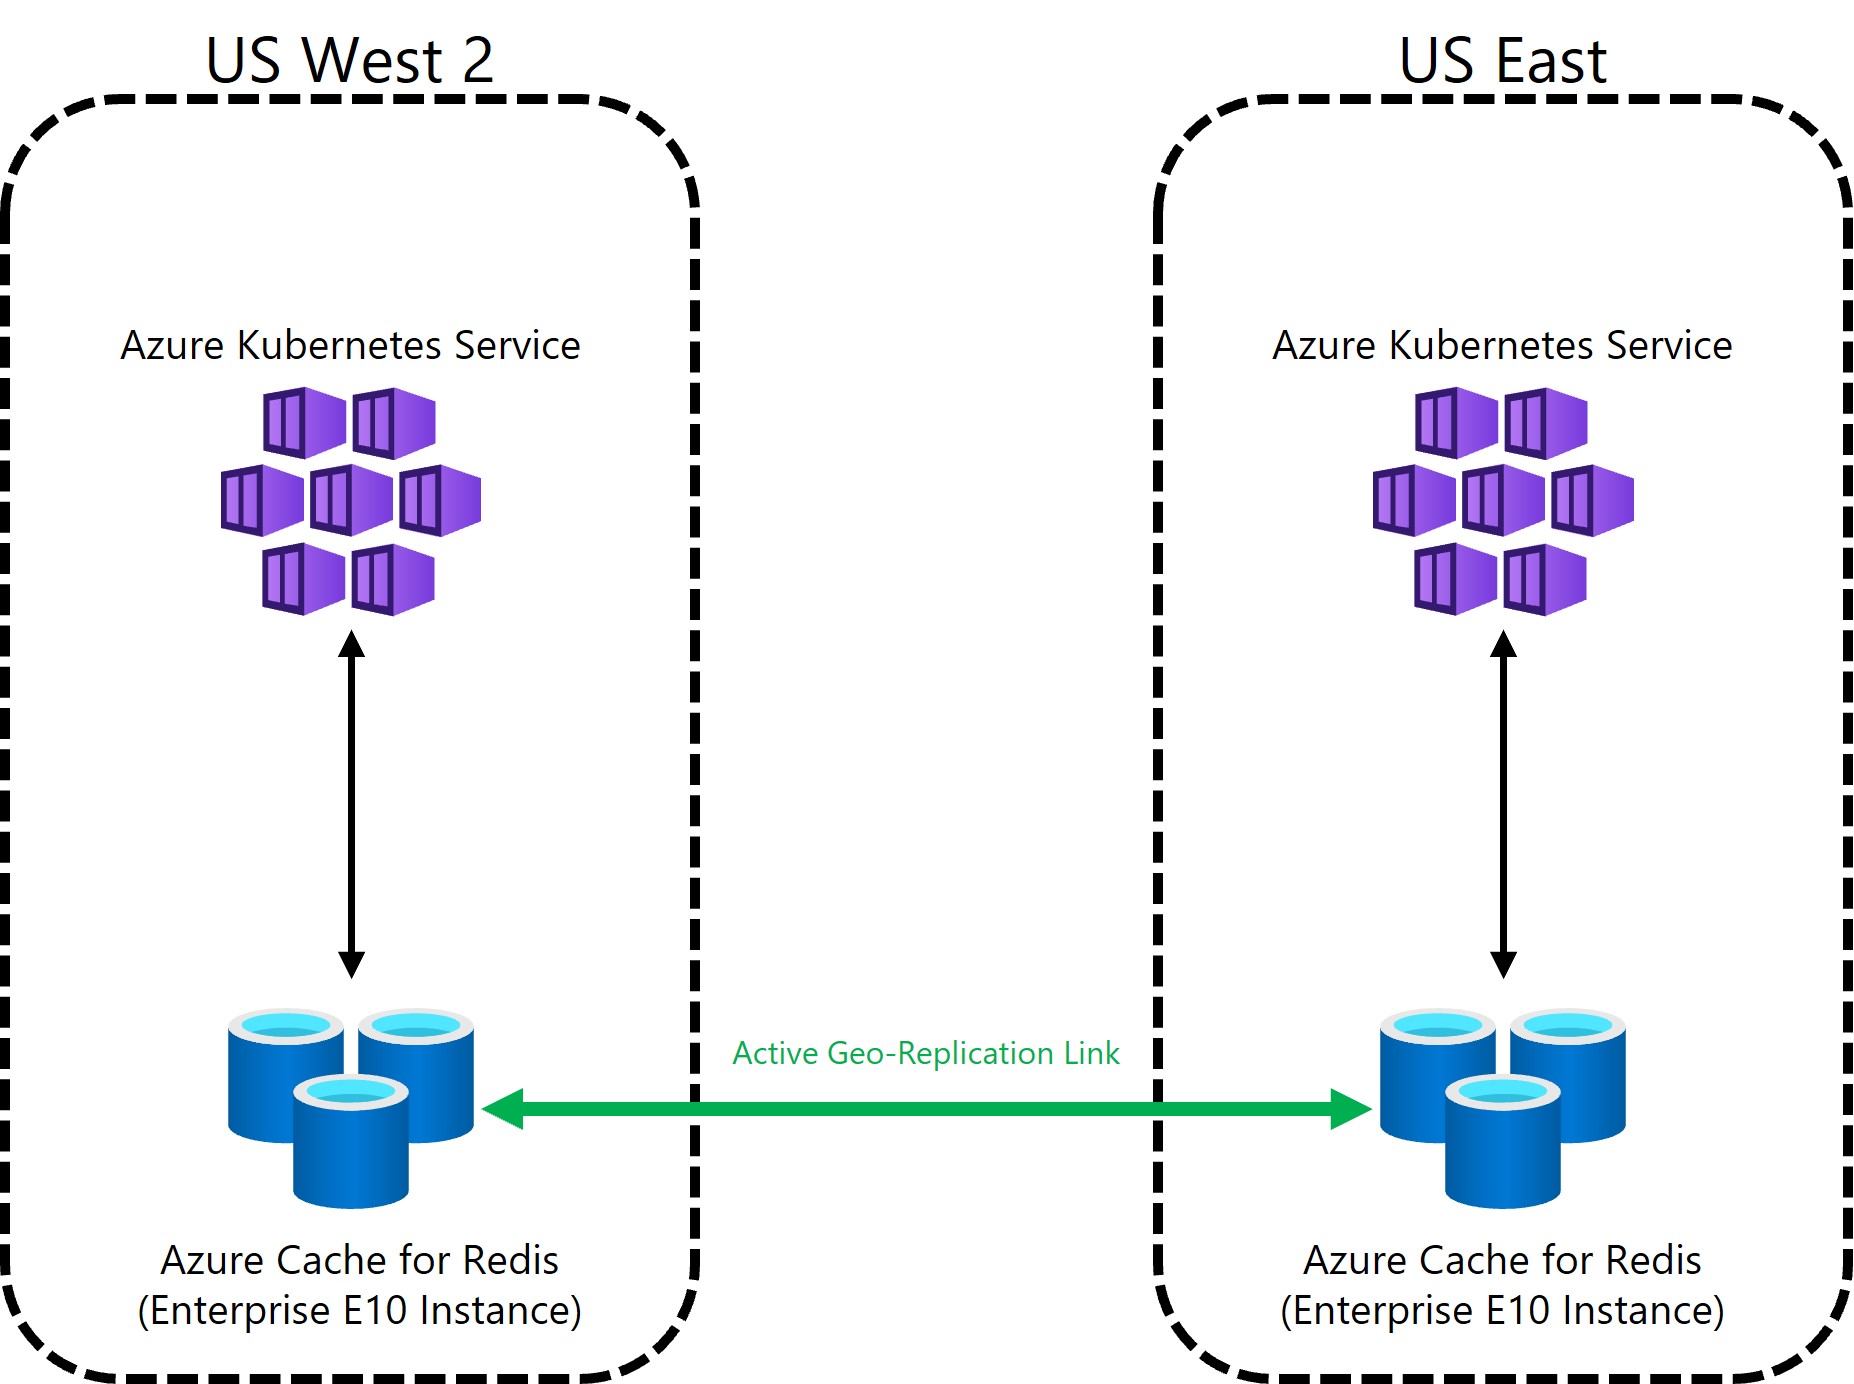 US West 2
US East
Azure Kubernetes Service
Azure Kubernetes Service
Active Geo-Replication Link
Azure Cache for Redis
(Enterprise E10 Instance)
Azure Cache for Redis
(Enterprise E10 Instance)